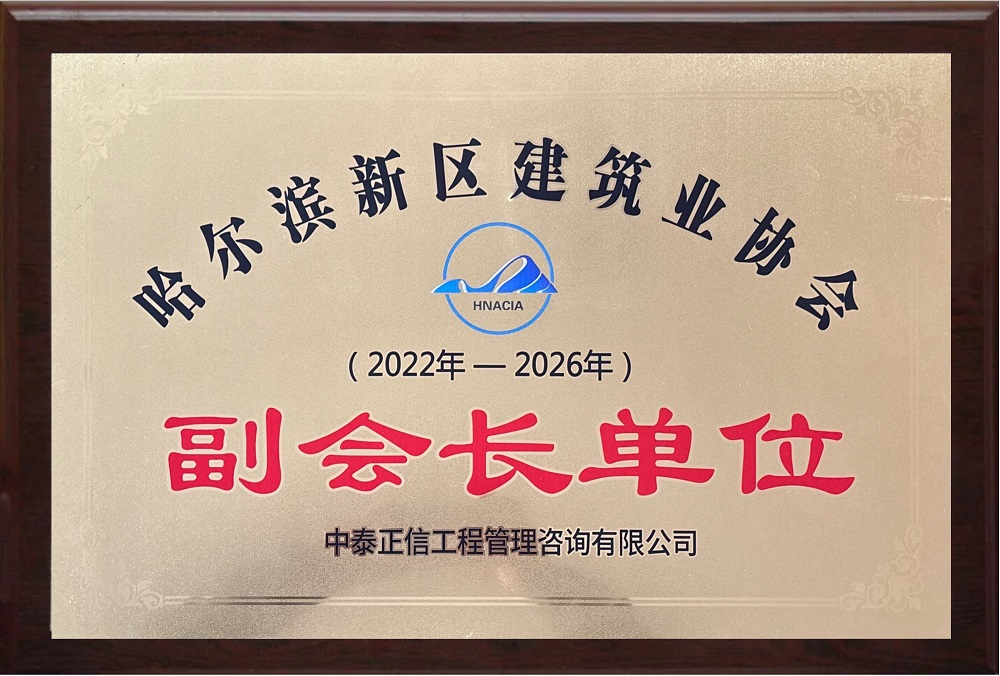 哈尔滨新区建筑业协会
HNACIA
(2022年—2026年)
副会长单位
中泰正信工程管理咨询有限公司